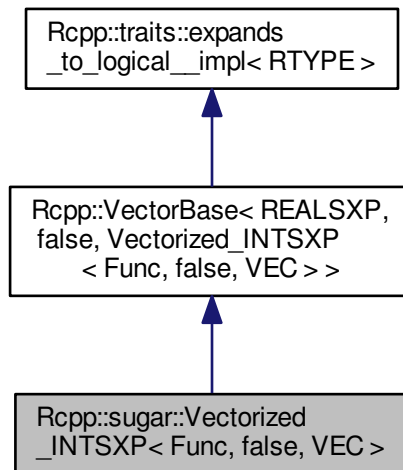 Rcpp::traits::expands
_to_logical__impl< RTYPE >
Rcpp::VectorBase< REALSXP,
false, Vectorized_INTSXP
< Func, false, VEC > >
Rcpp::sugar::Vectorized
_INTSXP< Func, false, VEC >